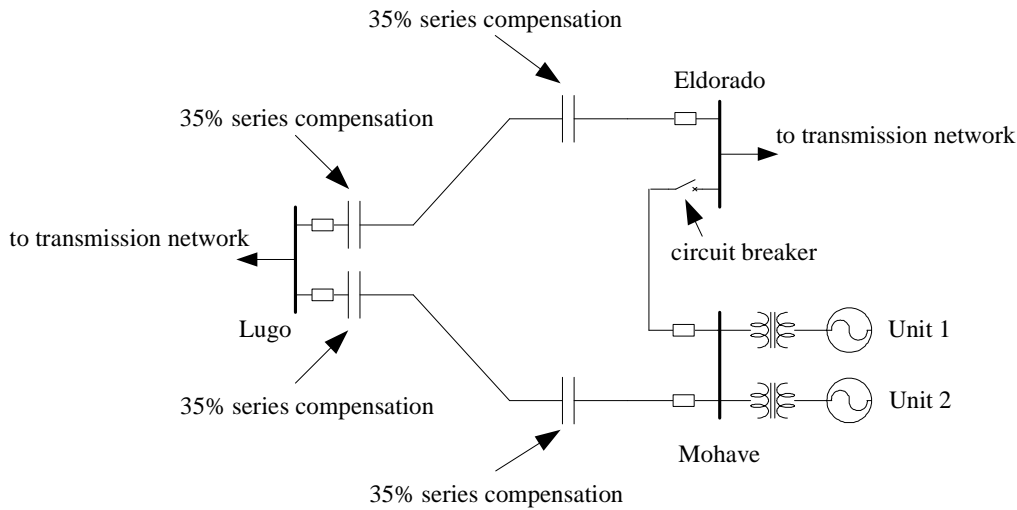 35% series compensation
Eldorado
35% series compensation
to transmission network
to transmission network
circuit breaker
Lugo
Unit 1
35% series compensation
Unit 2
Mohave
35% series compensation